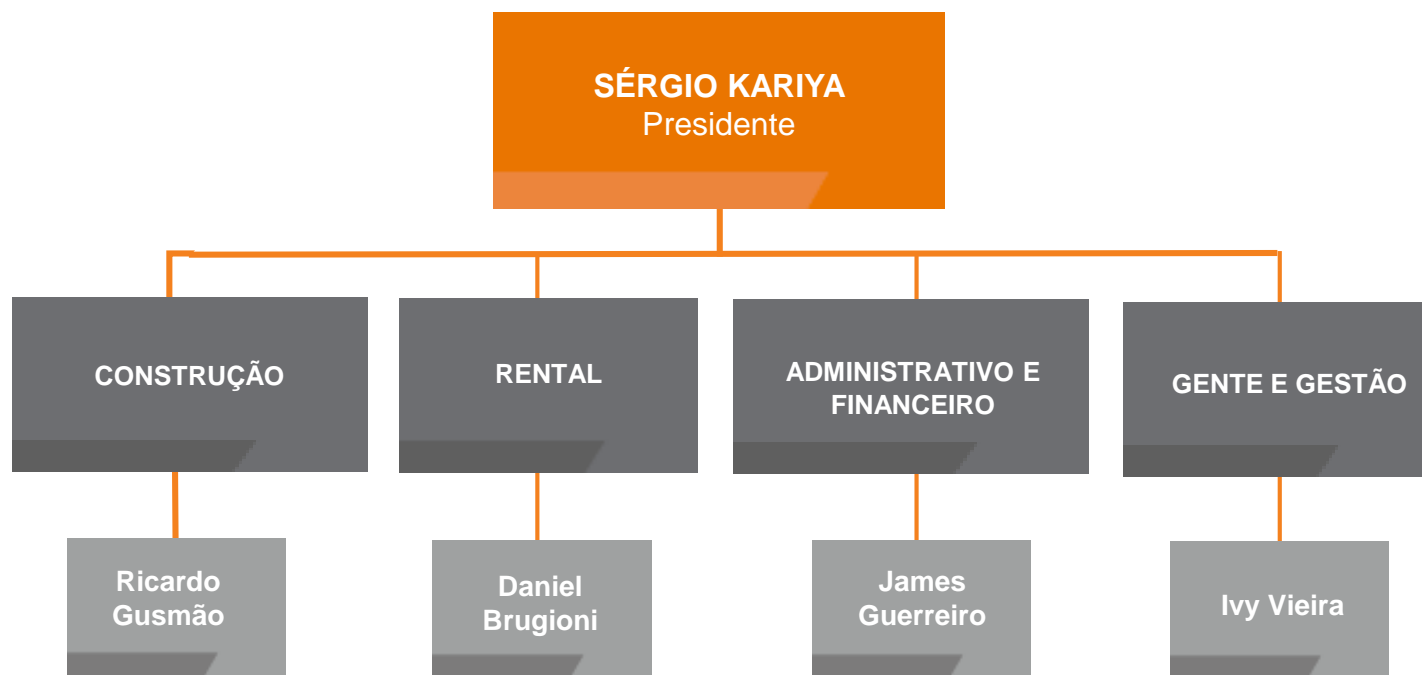 SÉRGIO KARIYA
Presidente
CONSTRUÇÃO
RENTAL
ADMINISTRATIVO E
FINANCEIRO
GENTE E GESTÃO
Ricardo
Gusmão
Daniel
Brugioni
James
Guerreiro
Ivy Vieira